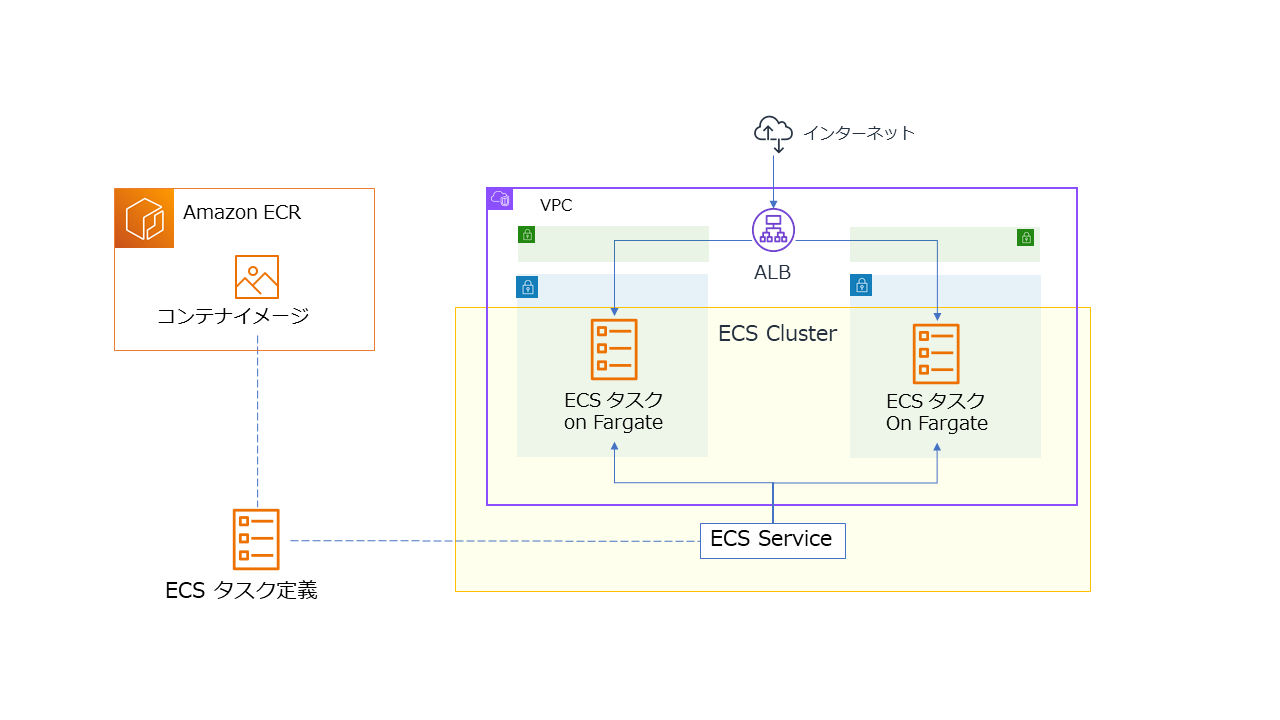 インターネット
Amazon ECR
VPC
ALB
コンテナイメージ
ECS Cluster
ECS タスク
on Fargate
ECS タスク
On Fargate
ECS Service
ECS タスク定義